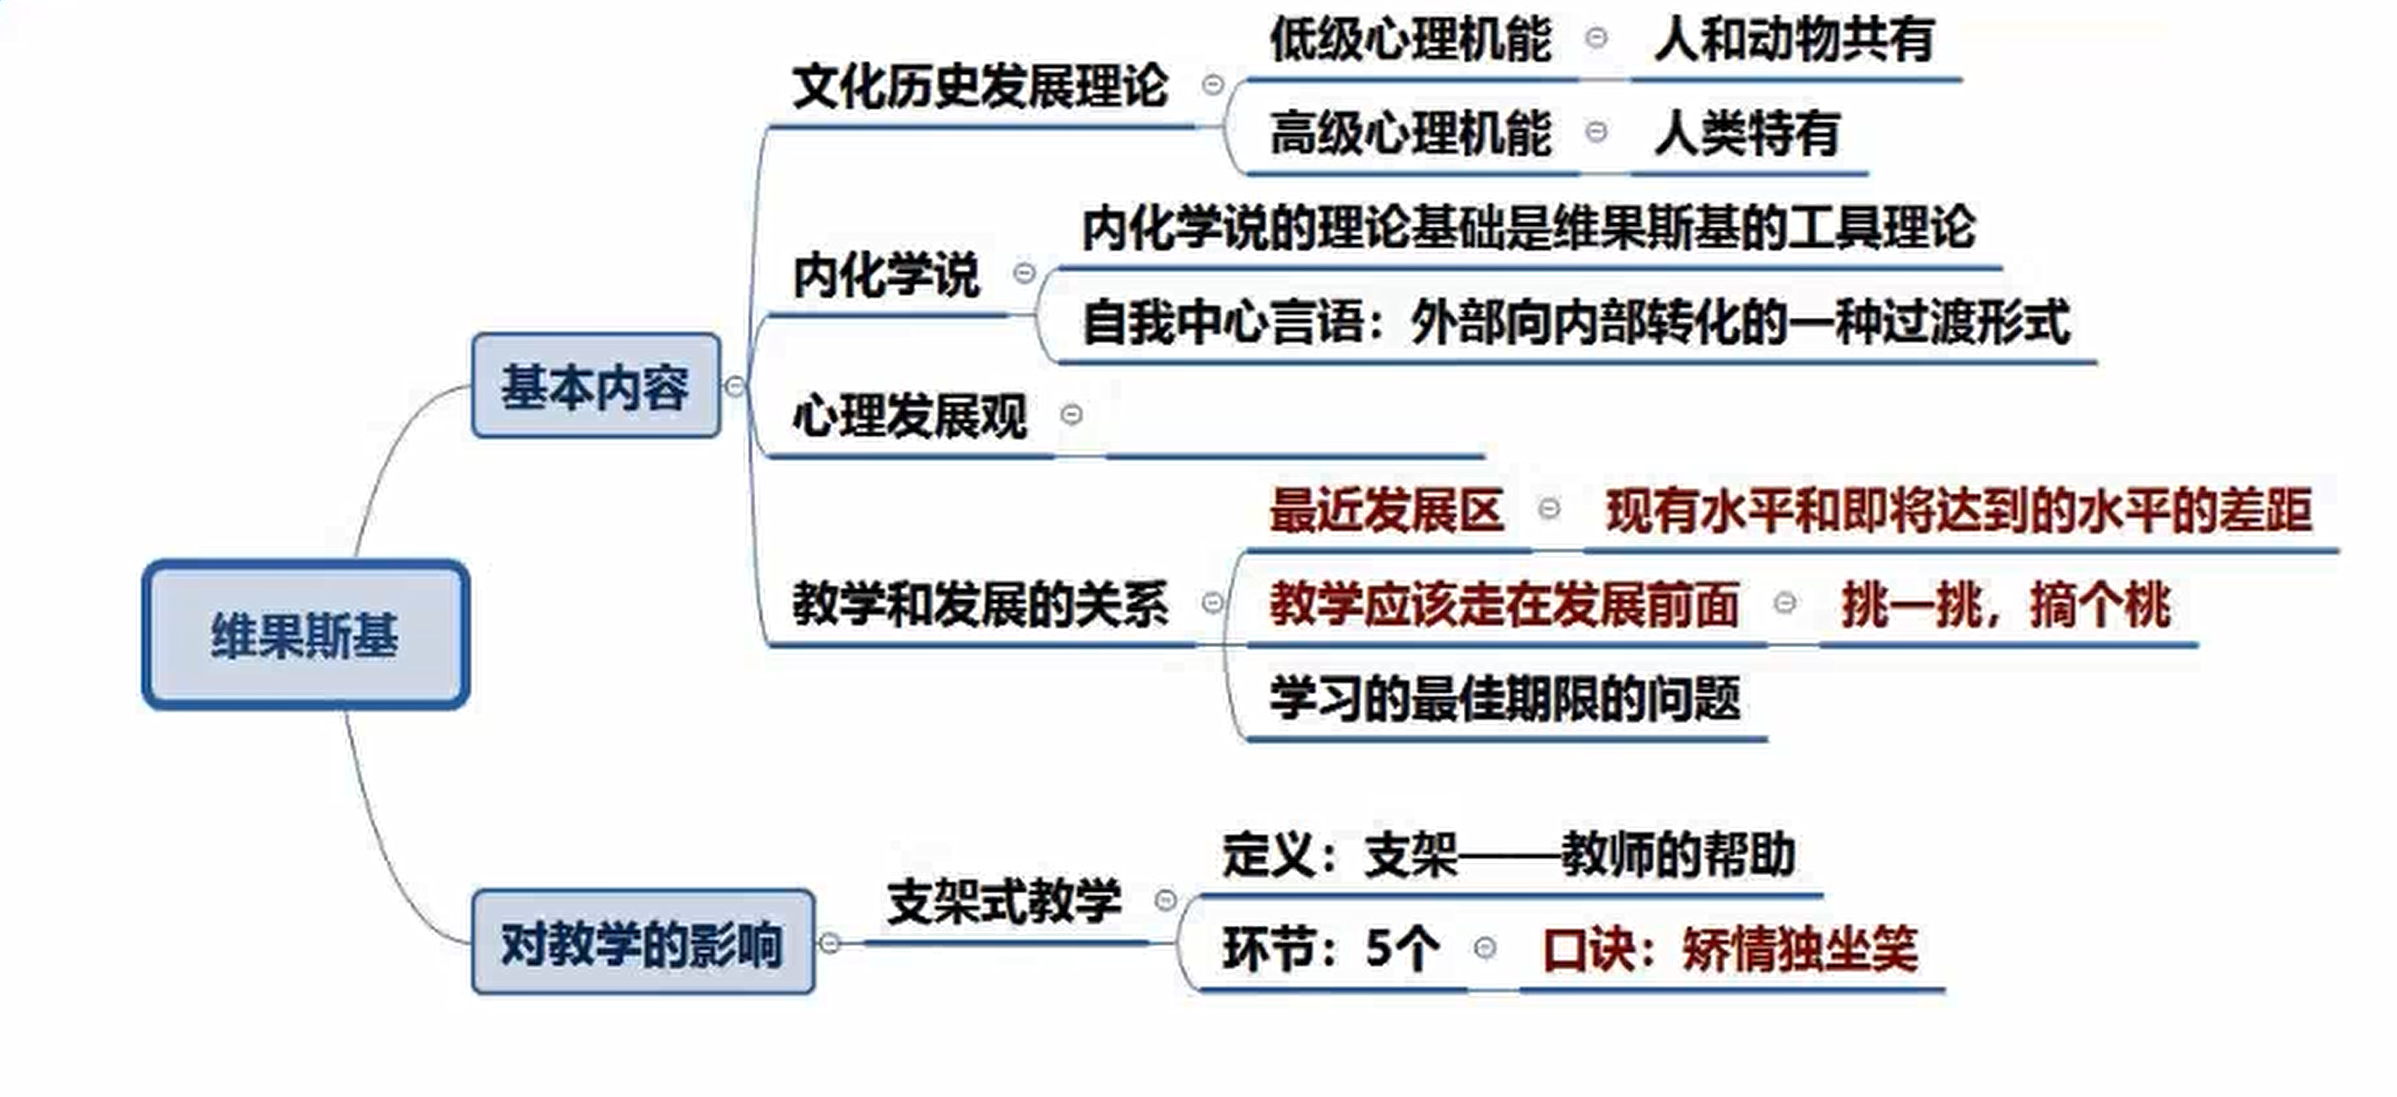 维果斯基
基本内容
文化历史发展理论
低级心理机能
人和动物共有
高级心理机能
人类特有
内化学说
内化学说的理论基础是维果斯基的工具理论
自我中心言语：外部向内部转化的一种过渡形式
心理发展观
教学和发展的关系
最近发展区
现有水平和即将达到的水平的差距
教学应该走在发展前面
挑一挑，摘个桃
学习的最佳期限的问题
对教学的影响
支架式教学
定义：支架——教师的帮助
环节：5个
口诀：矫情独坐笑